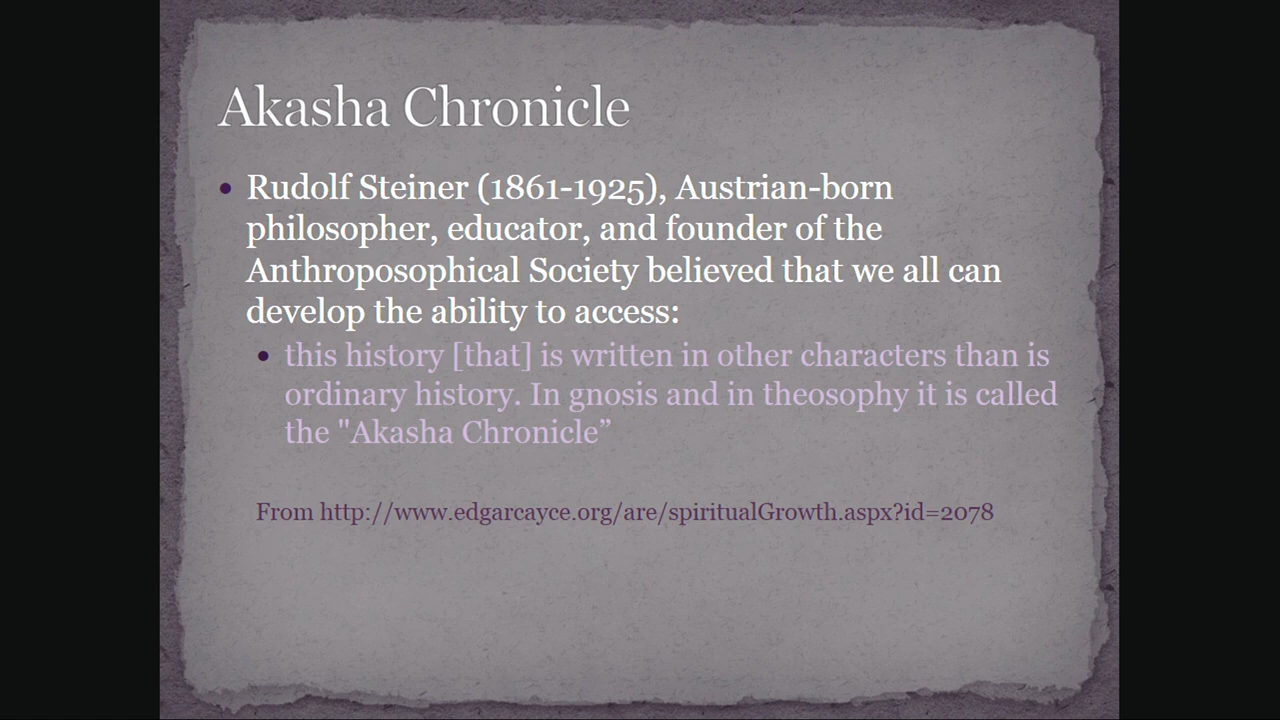 Akasha Chronicle
• Rudolf Steiner (1861-1925), Austrian-born
philosopher, educator, and founder of the
Anthroposophical Society believed that we all can
develop the ability to access:
• this history [that] is written in other characters than is
ordinary history. In gnosis and in theosophy it is called
the "Akasha Chronicle”
From http://www.edgarcayce.org/are/spiritualGrowth.aspx?id=2078